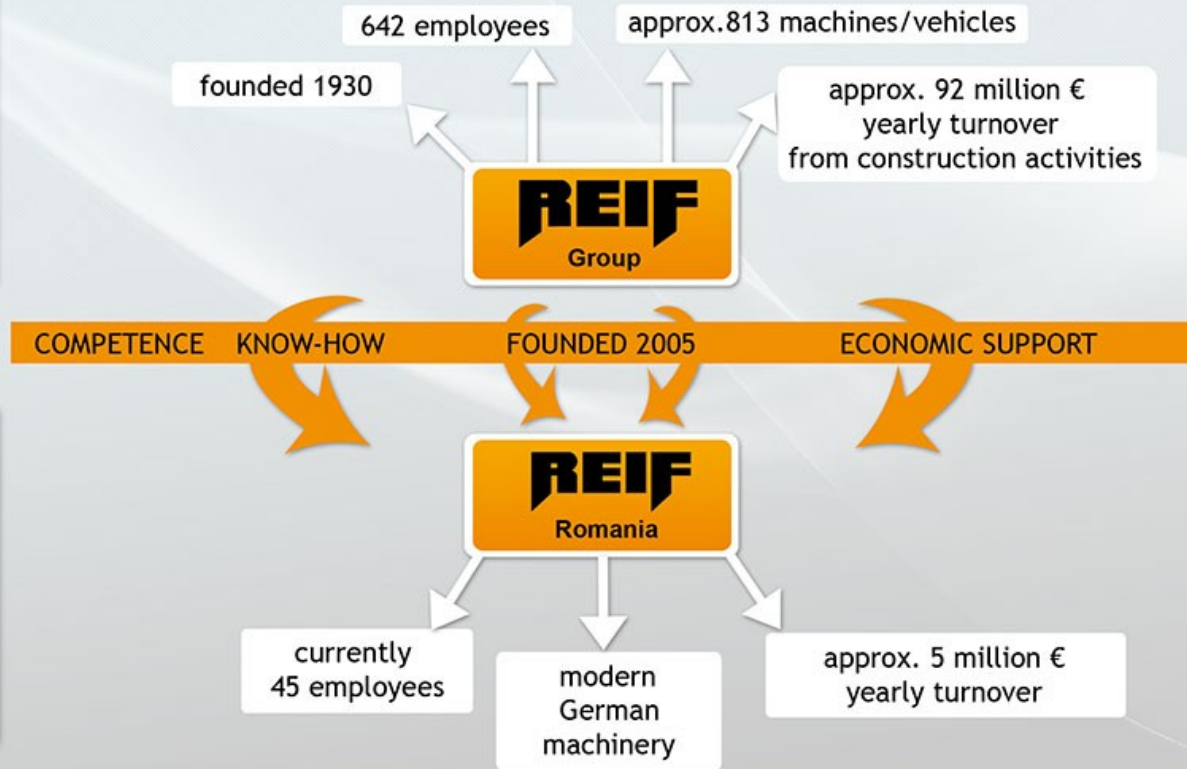 642 employees
approx.813 machines/vehicles
founded 1930
approx. 92 million €
yearly turnover
from construction activities
REIF
Group
COMPETENCE KNOW-HOW FOUNDED 2005 ECONOMIC SUPPORT
REIF
Romania
currently
45 employees
modern
German
machinery
approx. 5 million €
yearly turnover